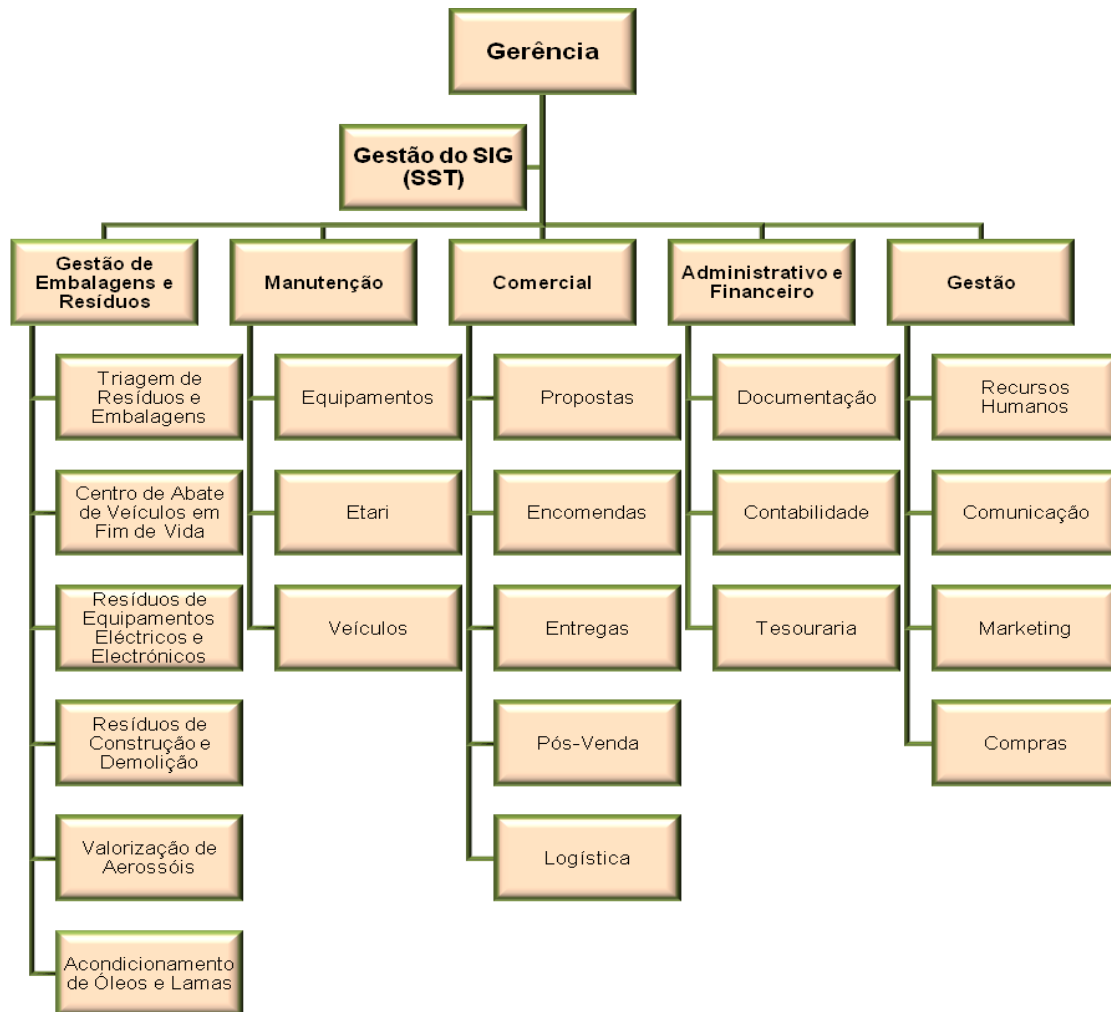 Gerência
Gestão do SIG
(SST)
Gestão de
Embalagens e
Resíduos
Manutenção
Comercial
Administrativo e
Financeiro
Gestão
Triagem de
Resíduos e
Embalagens
Equipamentos
Propostas
Documentação
Recursos
Humanos
Centro de Abate
de Veículos em
Fim de Vida
Etari
Encomendas
Contabilidade
Comunicação
Resíduos de
Equipamentos
Eléctricos e
Electrónicos
Veículos
Entregas
Tesouraria
Marketing
Resíduos de
Construção e
Demolição
Pós-Venda
Compras
Valorização de
Aerossóis
Logística
Acondicionamento
de Óleos e Lamas